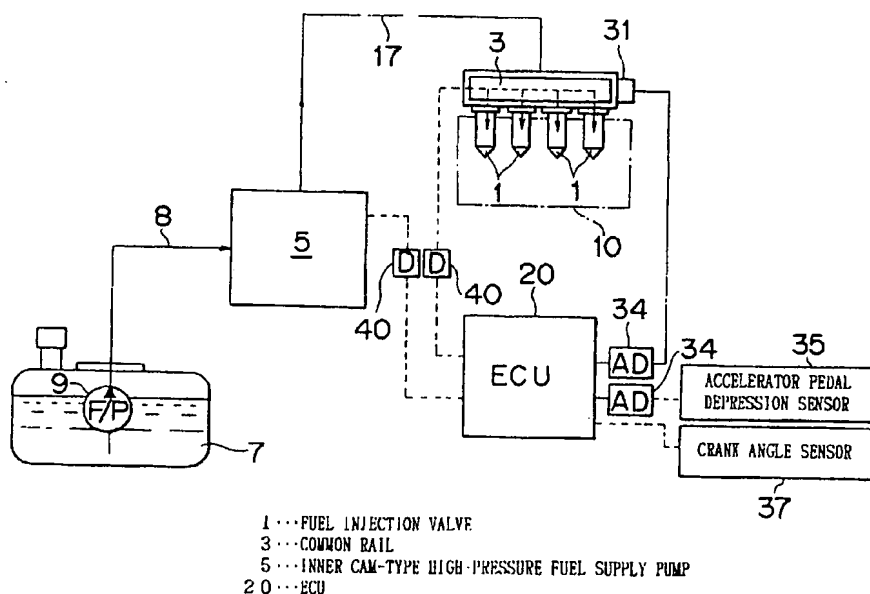 31
17
3
1
1
8
5
10
D
D
40
40
20
34
35
ECU
AD
34
ACCELERATOR PEDAL
DEPRESSION SENSOR
AD
9
F/P
CRANK ANGLE SENSOR
7
37
1···FUEL INJECTION VALVE
3···COMMON RAIL
5···INNER CAM-TYPE HIGH-PRESSURE FUEL SUPPLY PUMP
20···ECU